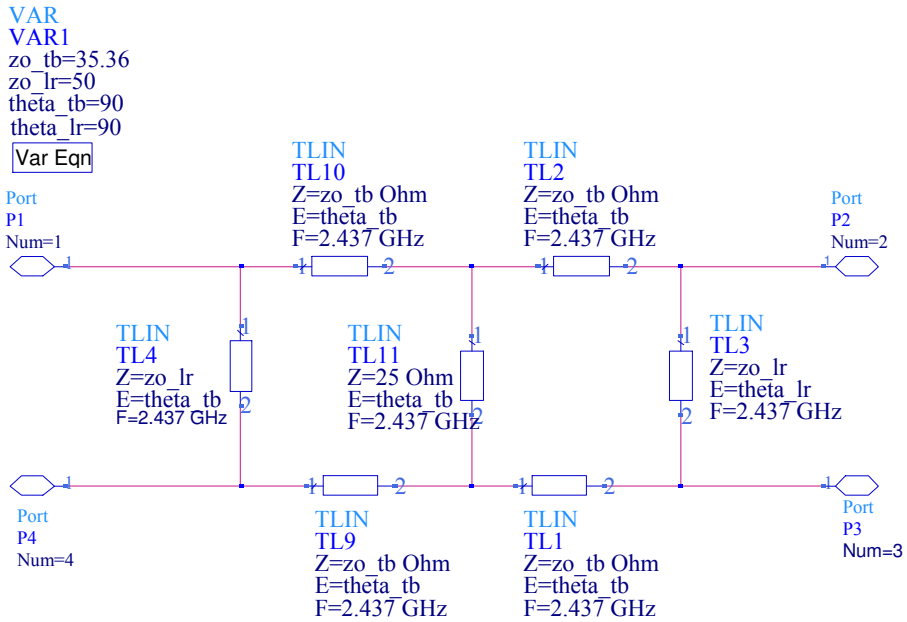 VAR
VAR1
zo_tb=35.36
zo_lr=50
theta_tb=90
theta_lr=90
Var Eqn
Port
P1
Num=1
1
TLIN
TL10
Z=zo_tb Ohm
E=theta_tb
F=2.437 GHz
1
2
TLIN
TL2
Z=zo_tb Ohm
E=theta_tb
F=2.437 GHz
1
2
Port
P2
Num=2
1
TLIN
TL4
Z=zo_lr
E=theta_tb
F=2.437 GHz
1
2
TLIN
TL11
Z=25 Ohm
E=theta_tb
F=2.437 GHz
1
2
TLIN
TL3
Z=zo_lr
E=theta_lr
F=2.437 GHz
1
2
Port
P4
Num=4
1
TLIN
TL9
Z=zo_tb Ohm
E=theta_tb
F=2.437 GHz
1
2
TLIN
TL1
Z=zo_tb Ohm
E=theta_tb
F=2.437 GHz
1
2
Port
P3
Num=3
1